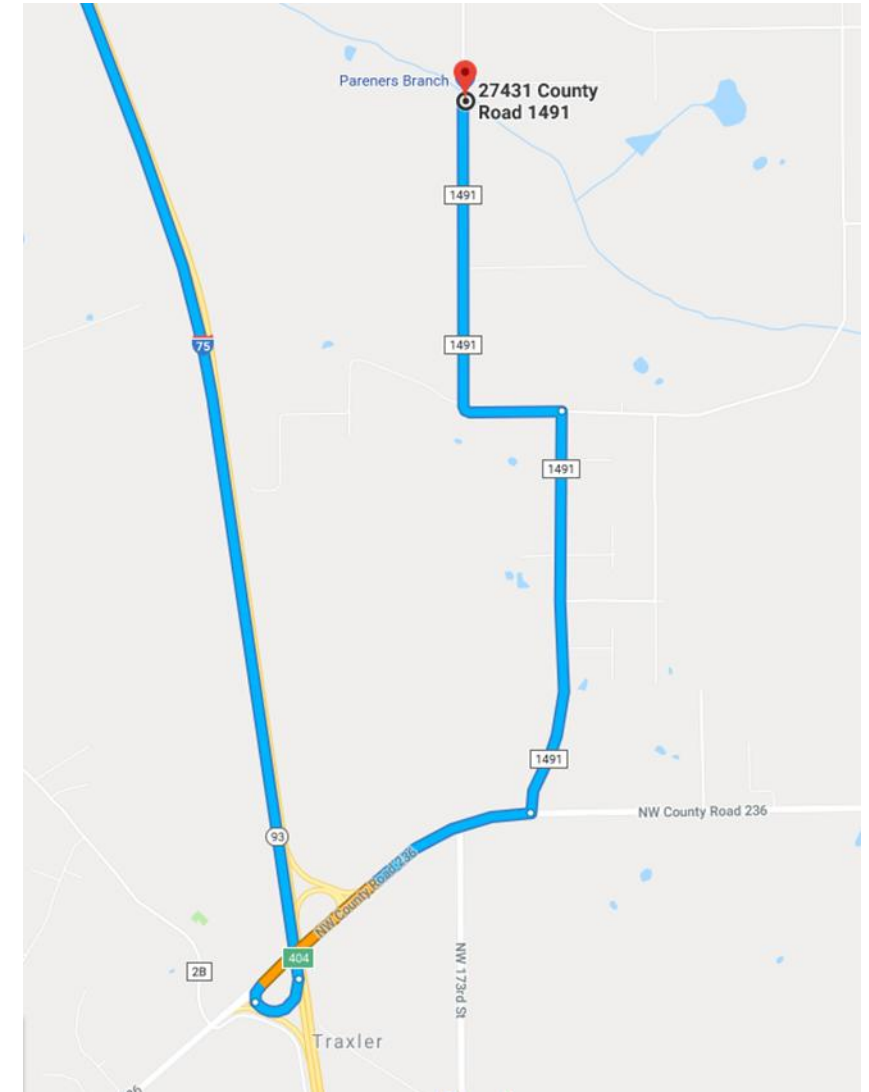 Pareners Branch
27431 County
Road 1491
1491
75
1491
1491
1491
NW County Road 236
93
NW County Road 236
404
2B
NW 173rd St
Traxler